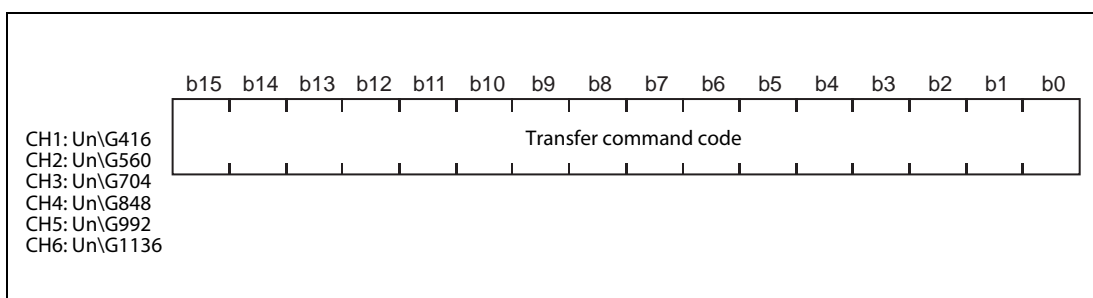 b15 b14 b13 b12 b11 b10 b9 b8 b7 b6 b5 b4 b3 b2 b1 b0
Transfer command code
CH1: Un\G416
CH2: Un\G560
CH3: Un\G704
CH4: Un\G848
CH5: Un\G992
CH6: Un\G1136